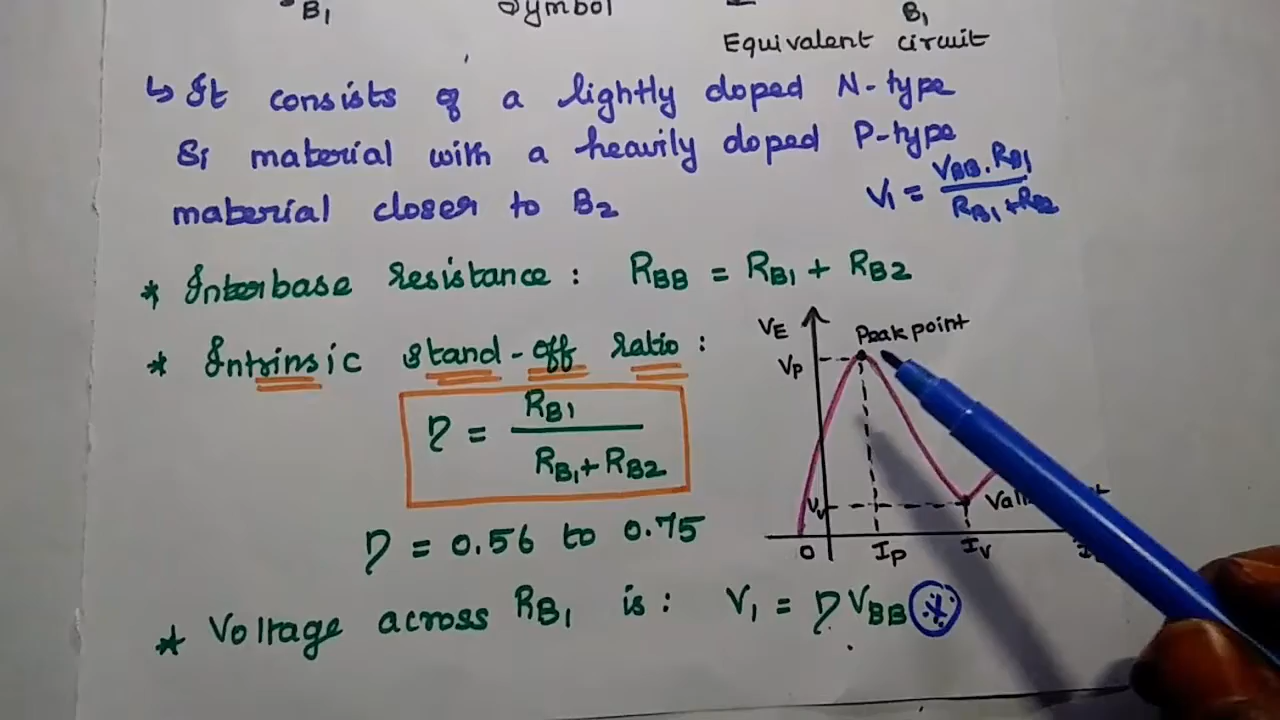 B₁ Symbol B₁
Equivalent circuit
↳ It consists of a lightly doped N-type
Si material with a heavily doped P-type
material closer to B₂
V₁ = VBB . RB1 / RB1 + RB2
* Interbase resistance : RBB = RB1 + RB2
* Intrinsic stand-off ratio :
η = RB1 / RB1 + RB2
η = 0.56 to 0.75
VE
Peak point
VP
Vv
0 IP IV
* Voltage across RB1 is : V₁ = η VBB *